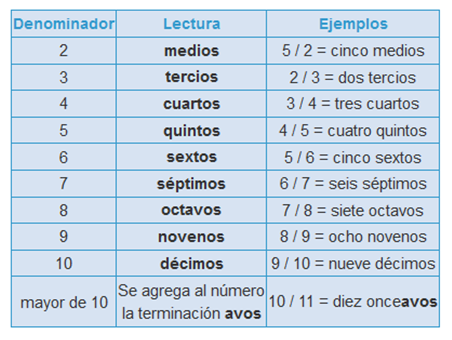 Denominador Lectura Ejemplos
2 medios 5 / 2 = cinco medios
3 tercios 2 / 3 = dos tercios
4 cuartos 3 / 4 = tres cuartos
5 quintos 4 / 5 = cuatro quintos
6 sextos 5 / 6 = cinco sextos
7 séptimos 6 / 7 = seis séptimos
8 octavos 7 / 8 = siete octavos
9 novenos 8 / 9 = ocho novenos
10 décimos 9 / 10 = nueve décimos
mayor de 10 Se agrega al número
la terminación avos 10 / 11 = diez onceavos